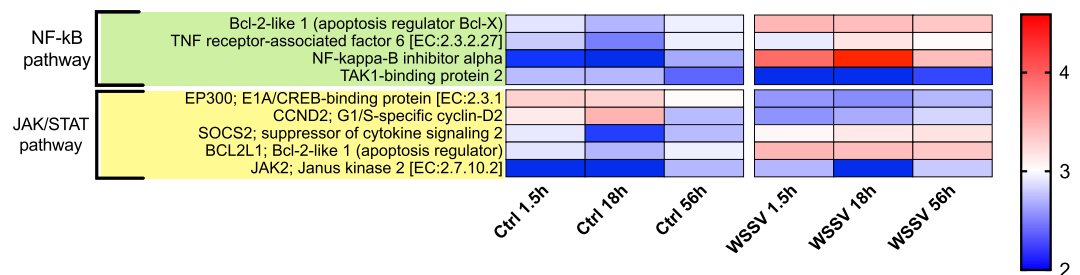 NF-kB
pathway
Bcl-2-like 1 (apoptosis regulator Bcl-X)
TNF receptor-associated factor 6 [EC:2.3.2.27]
NF-kappa-B inhibitor alpha
TAK1-binding protein 2
JAK/STAT
pathway
EP300; E1A/CREB-binding protein [EC:2.3.1
CCND2; G1/S-specific cyclin-D2
SOCS2; suppressor of cytokine signaling 2
BCL2L1; Bcl-2-like 1 (apoptosis regulator)
JAK2; Janus kinase 2 [EC:2.7.10.2]
Ctrl 1.5h
Ctrl 18h
Ctrl 56h
WSSV 1.5h
WSSV 18h
WSSV 56h
4
3
2